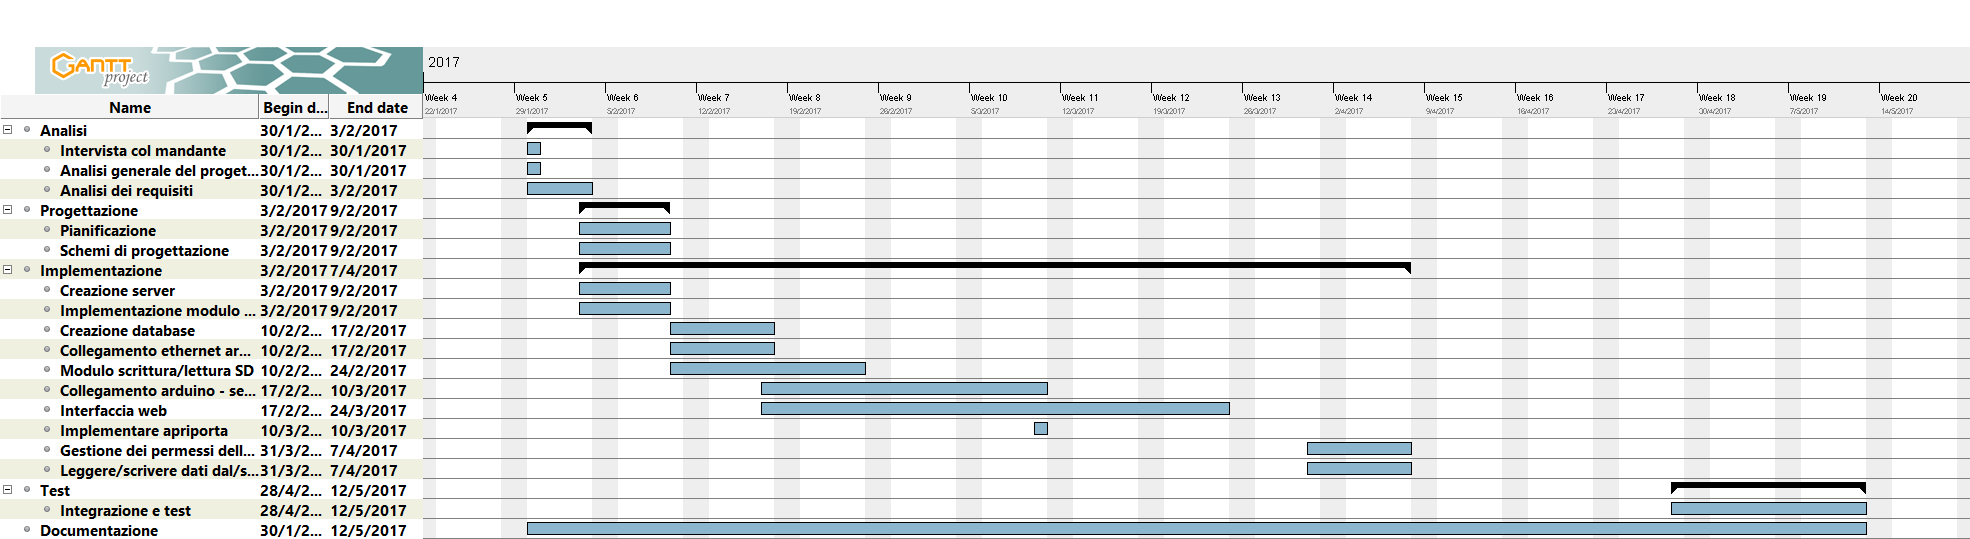 GANTT
project
2017
Name Begin d... End date
Week 4 Week 5 Week 6 Week 7 Week 8 Week 9 Week 10 Week 11 Week 12 Week 13 Week 14 Week 15 Week 16 Week 17 Week 18 Week 19 Week 20
22/1/2017 29/1/2017 5/2/2017 12/2/2017 19/2/2017 26/2/2017 5/3/2017 12/3/2017 19/3/2017 26/3/2017 2/4/2017 9/4/2017 16/4/2017 23/4/2017 30/4/2017 7/5/2017 14/5/2017
Analisi 30/1/2... 3/2/2017
Intervista col mandante 30/1/2... 30/1/2017
Analisi generale del proget... 30/1/2... 30/1/2017
Analisi dei requisiti 30/1/2... 3/2/2017
Progettazione 3/2/2017 9/2/2017
Pianificazione 3/2/2017 9/2/2017
Schemi di progettazione 3/2/2017 9/2/2017
Implementazione 3/2/2017 7/4/2017
Creazione server 3/2/2017 9/2/2017
Implementazione modulo ... 3/2/2017 9/2/2017
Creazione database 10/2/2... 17/2/2017
Collegamento ethernet ar... 10/2/2... 17/2/2017
Modulo scrittura/lettura SD 10/2/2... 24/2/2017
Collegamento arduino - se... 17/2/2... 10/3/2017
Interfaccia web 17/2/2... 24/3/2017
Implementare apriporta 10/3/2... 10/3/2017
Gestione dei permessi dell... 31/3/2... 7/4/2017
Leggere/scrivere dati dal/s... 31/3/2... 7/4/2017
Test 28/4/2... 12/5/2017
Integrazione e test 28/4/2... 12/5/2017
Documentazione 30/1/2... 12/5/2017